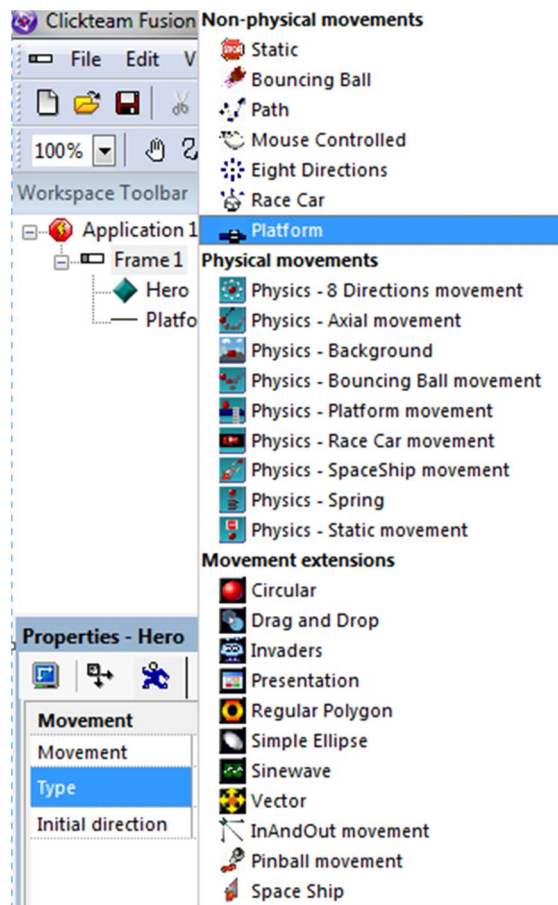 Clickteam Fusion
File Edit V
100%
Workspace Toolbar
Application 1
Frame 1
Hero
Platfo
Properties - Hero
Movement
Movement
Type
Initial direction
Non-physical movements
STOP Static
Bouncing Ball
Path
Mouse Controlled
Eight Directions
Race Car
Platform
Physical movements
Physics - 8 Directions movement
Physics - Axial movement
Physics - Background
Physics - Bouncing Ball movement
Physics - Platform movement
Physics - Race Car movement
Physics - SpaceShip movement
Physics - Spring
Physics - Static movement
Movement extensions
Circular
Drag and Drop
Invaders
Presentation
Regular Polygon
Simple Ellipse
Sinewave
Vector
InAndOut movement
Pinball movement
Space Ship